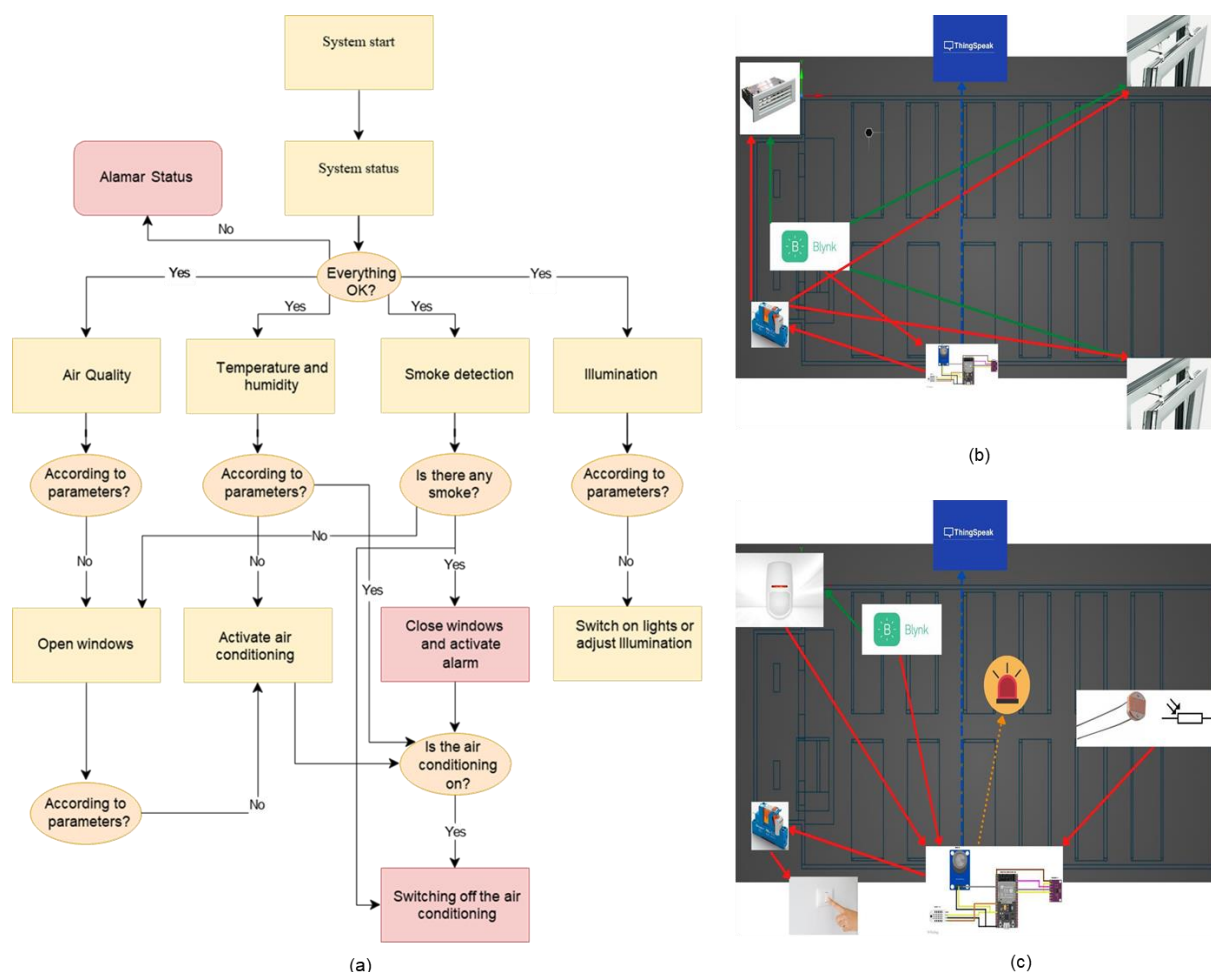 System start
System status
Alamar Status
No
Everything
OK?
Yes
Yes
Yes
Yes
Air Quality
Temperature and
humidity
Smoke detection
Illumination
According to
parameters?
According to
parameters?
Is there any
smoke?
According to
parameters?
No
No
No
Yes
Yes
No
Open windows
Activate air
conditioning
Close windows
and activate
alarm
Switch on lights or
adjust Illumination
Is the air
conditioning
on?
According to
parameters?
No
Yes
Switching off the air
conditioning
(a)
ThingSpeak
B Blynk
(b)
ThingSpeak
B Blynk
(c)